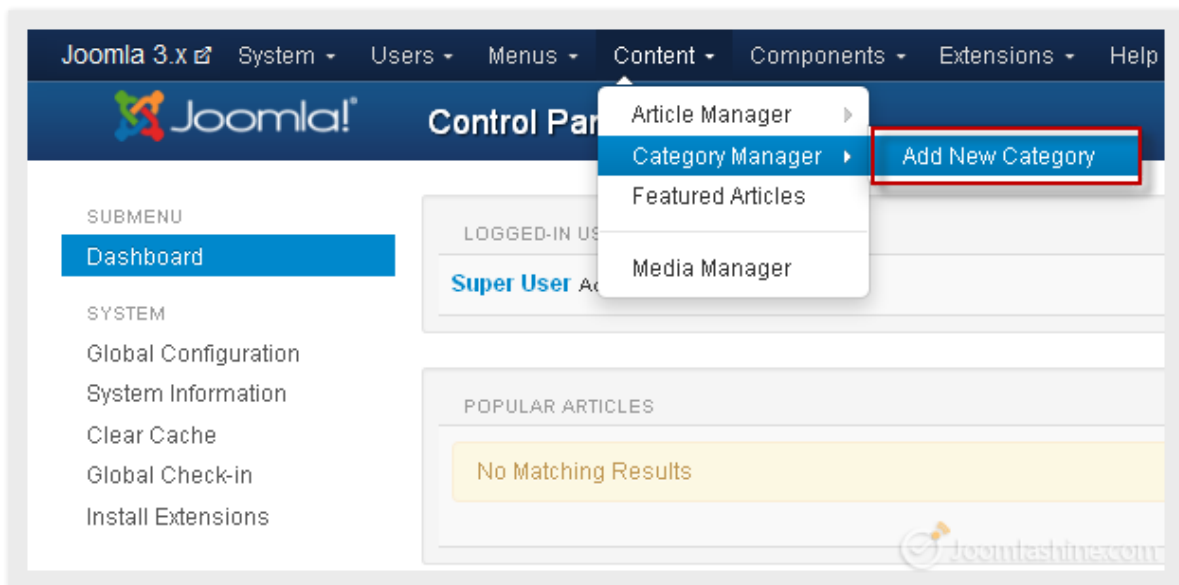 Joomla 3.x System Users Menus Content Components Extensions Help
Joomla!® Control Par
Article Manager
Category Manager Add New Category
Featured Articles
Media Manager
SUBMENU
Dashboard
SYSTEM
Global Configuration
System Information
Clear Cache
Global Check-in
Install Extensions
LOGGED-IN US
Super User Ad
POPULAR ARTICLES
No Matching Results
Joomlashine.com